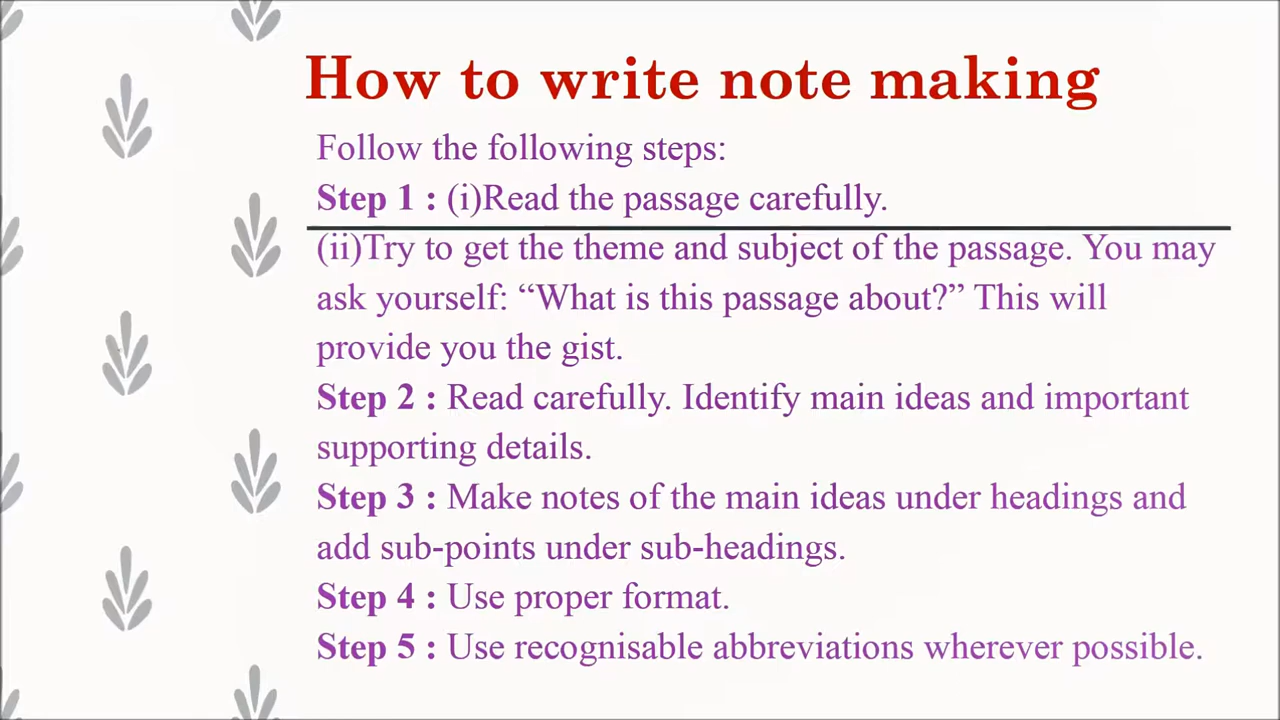 How to write note making
Follow the following steps:
Step 1 : (i)Read the passage carefully.
(ii)Try to get the theme and subject of the passage. You may
ask yourself: “What is this passage about?” This will
provide you the gist.
Step 2 : Read carefully. Identify main ideas and important
supporting details.
Step 3 : Make notes of the main ideas under headings and
add sub-points under sub-headings.
Step 4 : Use proper format.
Step 5 : Use recognisable abbreviations wherever possible.